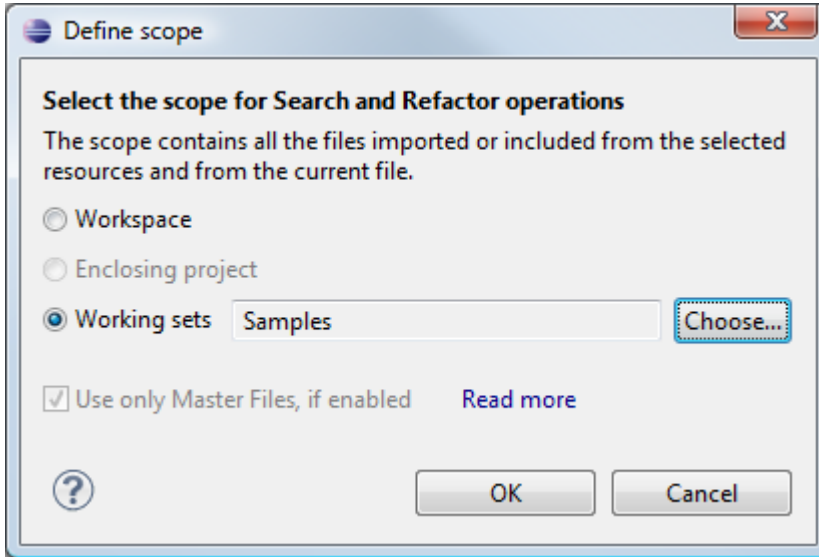 Define scope
Select the scope for Search and Refactor operations
The scope contains all the files imported or included from the selected
resources and from the current file.
Workspace
Enclosing project
Working sets Samples Choose...
Use only Master Files, if enabled Read more
? OK Cancel